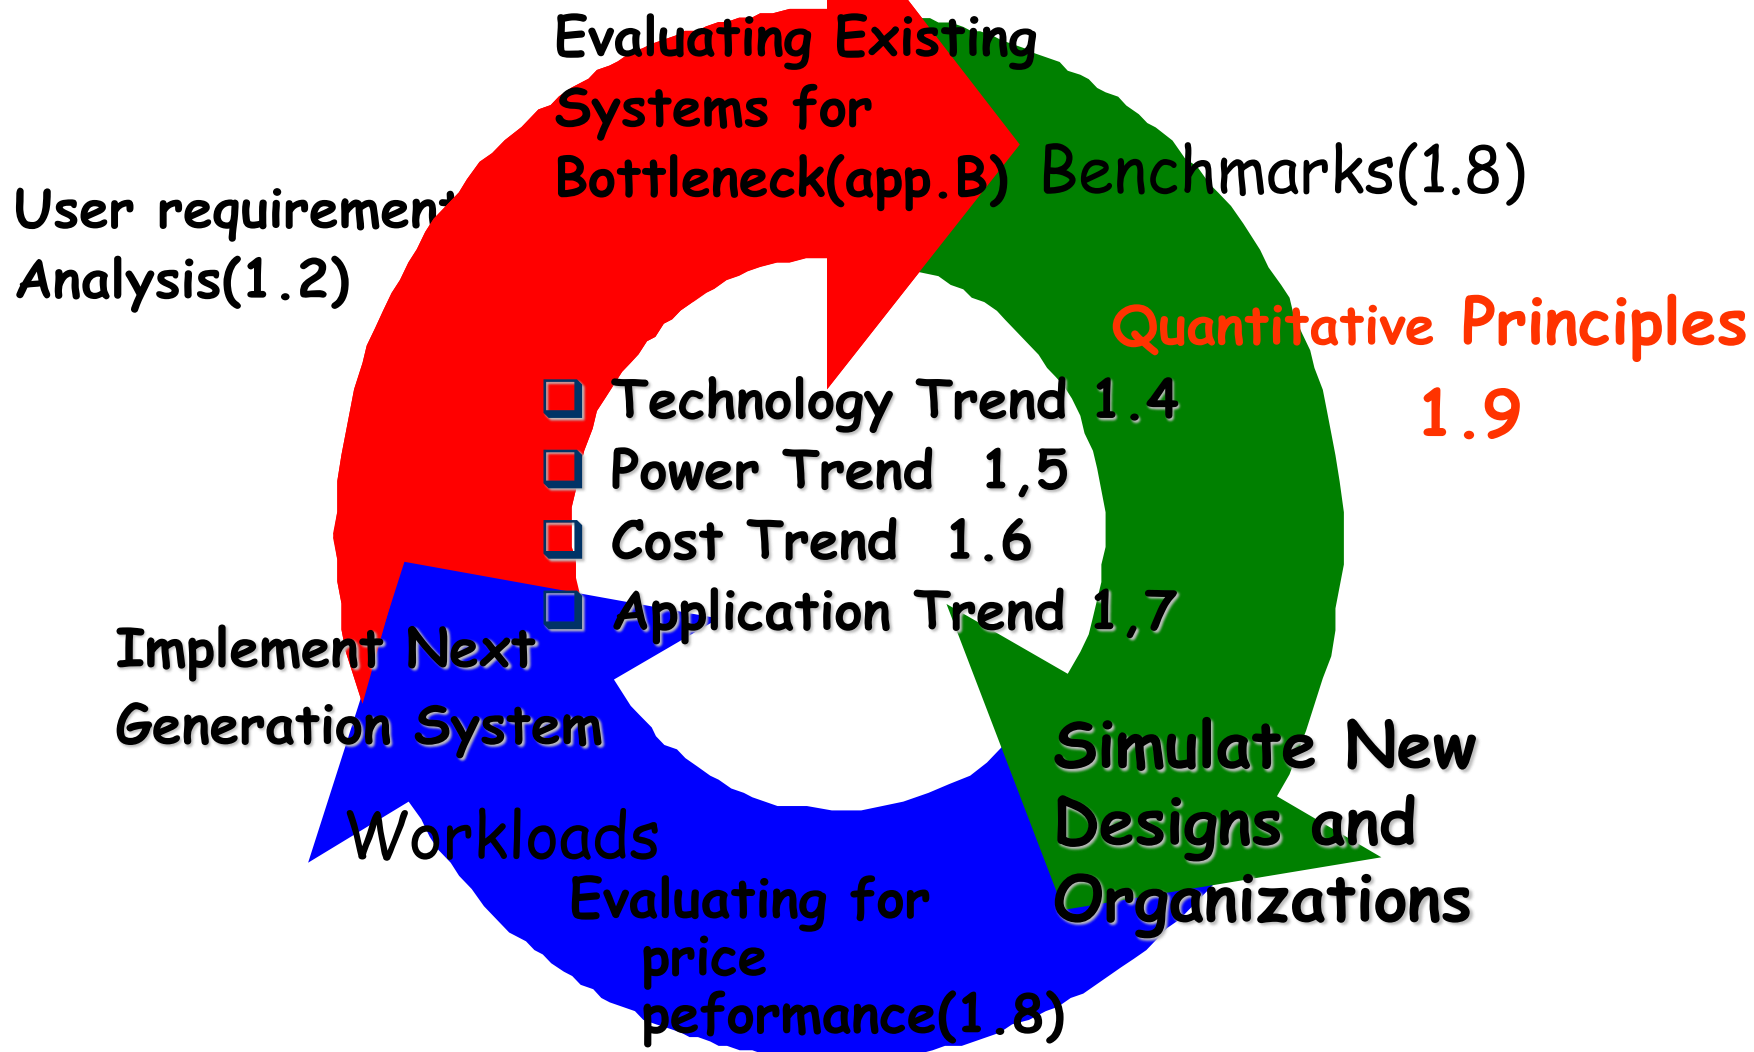 Evaluating Existing
Systems for
Bottleneck(app.B)
Benchmarks(1.8)
User requirement
Analysis(1.2)
Quantitative Principles
1.9
Technology Trend 1.4
Power Trend 1,5
Cost Trend 1.6
Application Trend 1,7
Implement Next
Generation System
Simulate New
Designs and
Organizations
Workloads
Evaluating for
price
peformance(1.8)